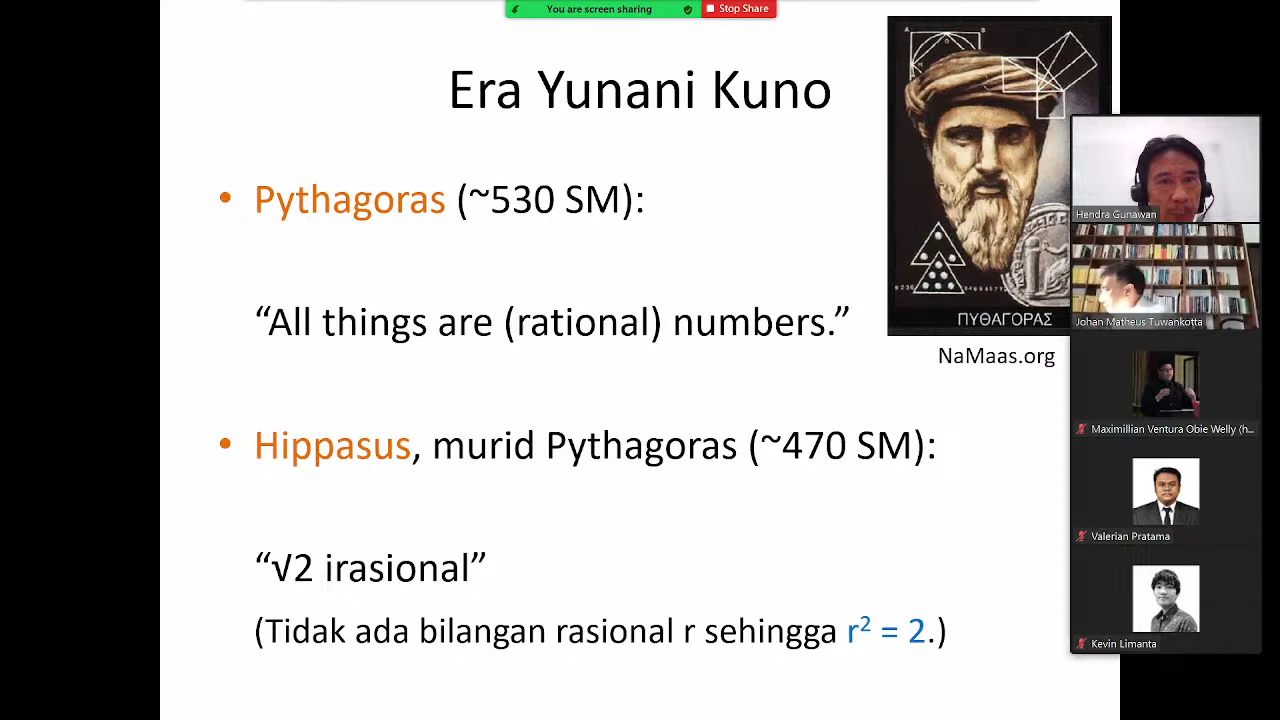 You are screen sharing
Stop Share
Era Yunani Kuno
• Pythagoras (~530 SM):
“All things are (rational) numbers.”
ΠΥΘΑΓΟΡΑΣ
NaMaas.org
• Hippasus, murid Pythagoras (~470 SM):
“√2 irasional”
(Tidak ada bilangan rasional r sehingga r² = 2.)
Hendra Gunawan
Johan Matheus Tuwankotta
Maximillian Ventura Obie Welly (h...
Valerian Pratama
Kevin Limanta